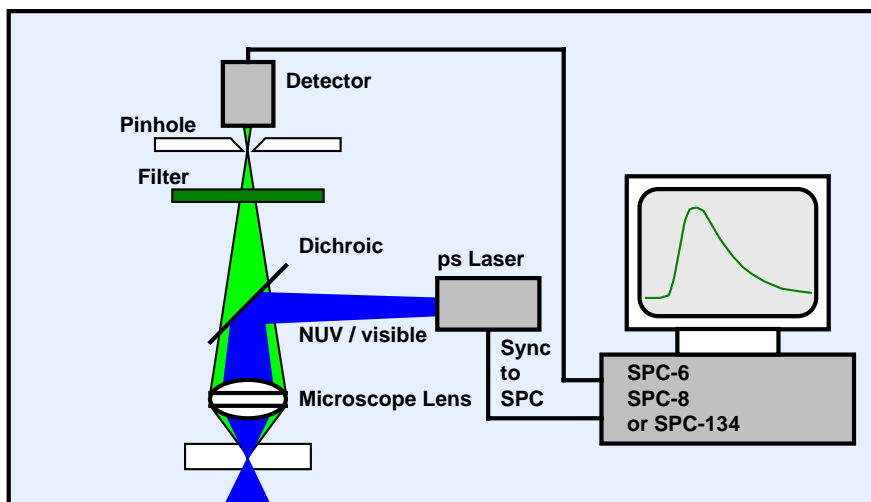 Detector
Pinhole
Filter
Dichroic
ps Laser
NUV / visible
Sync
to
SPC
Microscope Lens
SPC-6
SPC-8
or SPC-134